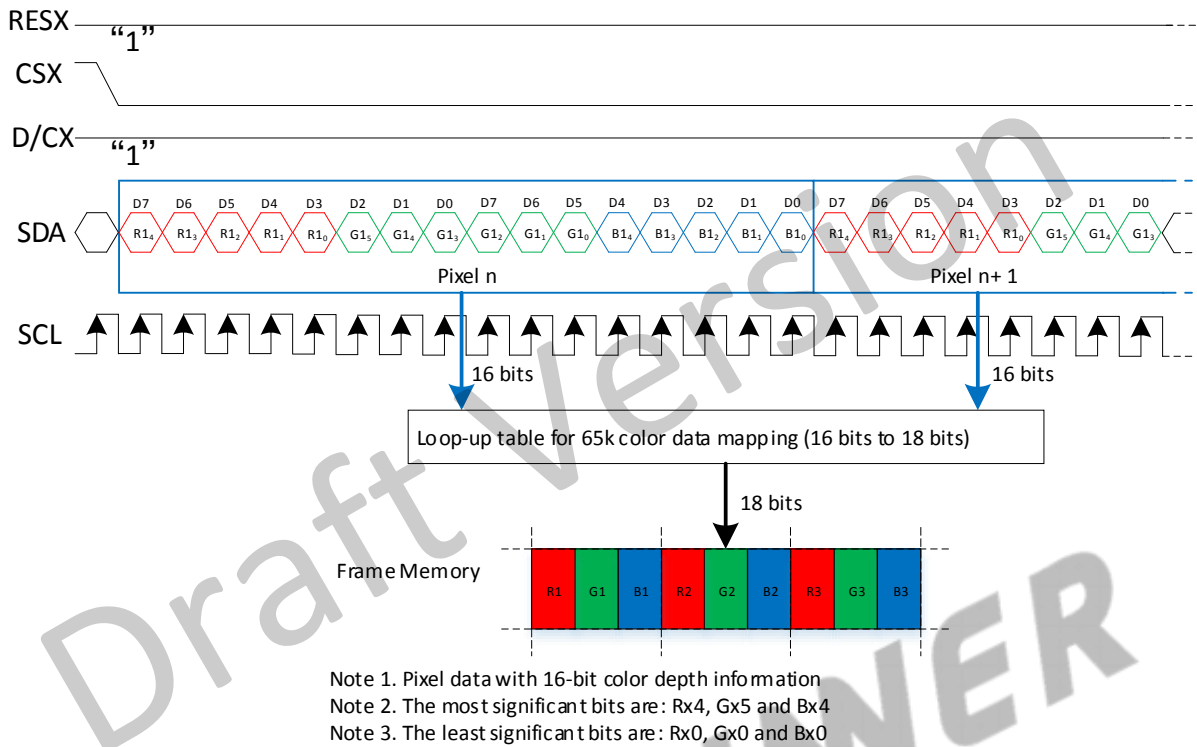 RESX "1"
CSX
D/CX "1"
D7 D6 D5 D4 D3 D2 D1 D0 D7 D6 D5 D4 D3 D2 D1 D0 D7 D6 D5 D4 D3 D2 D1 D0
SDA R1₄ R1₃ R1₂ R1₁ R1₀ G1₅ G1₄ G1₃ G1₂ G1₁ G1₀ B1₄ B1₃ B1₂ B1₁ B1₀ R1₄ R1₃ R1₂ R1₁ R1₀ G1₅ G1₄ G1₃
Pixel n Pixel n+ 1
SCL
16 bits 16 bits
Loop-up table for 65k color data mapping (16 bits to 18 bits)
18 bits
Frame Memory R1 G1 B1 R2 G2 B2 R3 G3 B3
Note 1. Pixel data with 16-bit color depth information
Note 2. The most significant bits are: Rx4, Gx5 and Bx4
Note 3. The least significant bits are: Rx0, Gx0 and Bx0
Draft Version